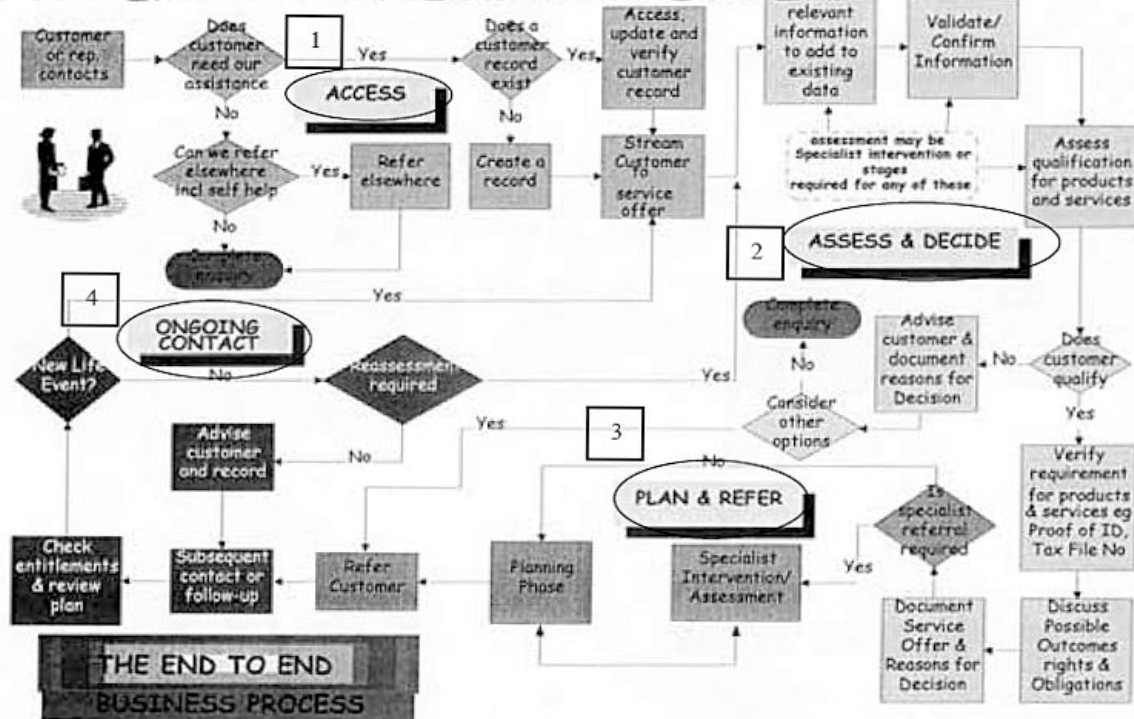 Customer
or rep.
contacts
Does
customer
need our
assistance
1
Yes
Does a
customer
record
exist
Yes
Access,
update and
verify
customer
record
relevant
information
to add to
existing
data
Validate/
Confirm
Information
ACCESS
No
No
Can we refer
elsewhere
incl self help
Yes
Refer
elsewhere
Create a
record
Stream
Customer
to
service
offer
assessment may be
Specialist intervention or
stages
required for any of these
Assess
qualification
for products
and services
No
Complete
enquiry
2
ASSESS & DECIDE
4
Yes
ONGOING
CONTACT
Complete
enquiry
New Life
Event?
No
Reassessment
required
Yes
No
Advise
customer &
document
reasons for
Decision
No
Does
customer
qualify
Yes
Consider
other
options
Yes
3
Advise
customer
and record
No
No
PLAN & REFER
Is
specialist
referral
required
Verify
requirement
for products
& services eg
Proof of ID,
Tax File No
Check
entitlements
& review
plan
Subsequent
contact or
follow-up
Refer
Customer
Planning
Phase
Specialist
Intervention/
Assessment
Yes
Document
Service
Offer &
Reasons for
Decision
Discuss
Possible
Outcomes
rights &
Obligations
THE END TO END
BUSINESS PROCESS